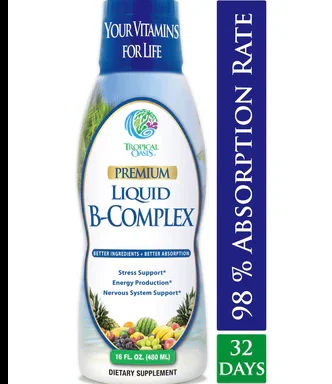 YOUR VITAMINS
FOR LIFE
TROPICAL
OASIS
PREMIUM
LIQUID
B-COMPLEX
BETTER INGREDIENTS • BETTER ABSORPTION
Stress Support*
Energy Production*
Nervous System Support*
16 FL. OZ. (480 ML)
DIETARY SUPPLEMENT
98 % ABSORPTION RATE
32
DAYS